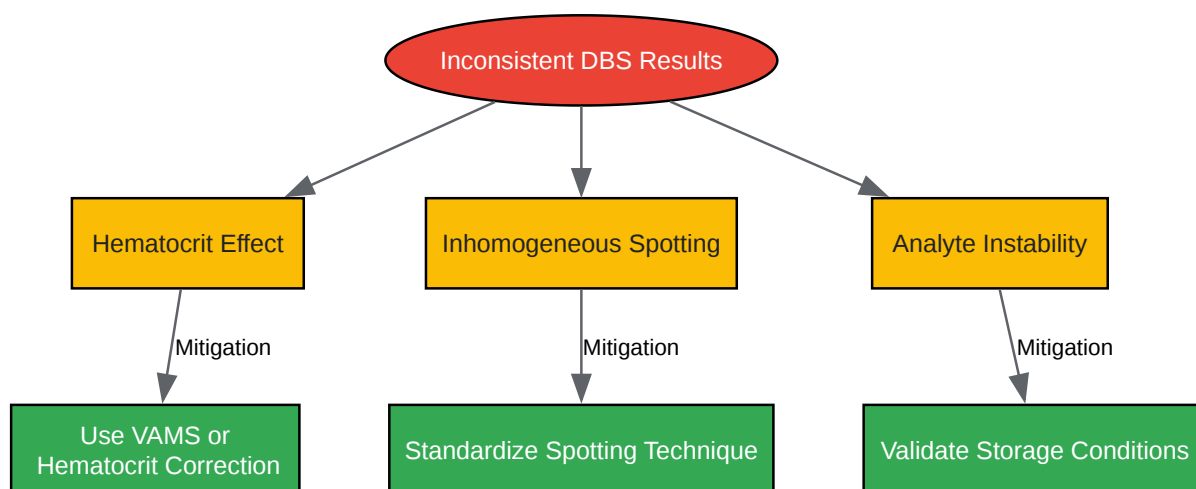 Inconsistent DBS Results
Hematocrit Effect
Inhomogeneous Spotting
Analyte Instability
Mitigation
Mitigation
Mitigation
Use VAMS or
Hematocrit Correction
Standardize Spotting Technique
Validate Storage Conditions